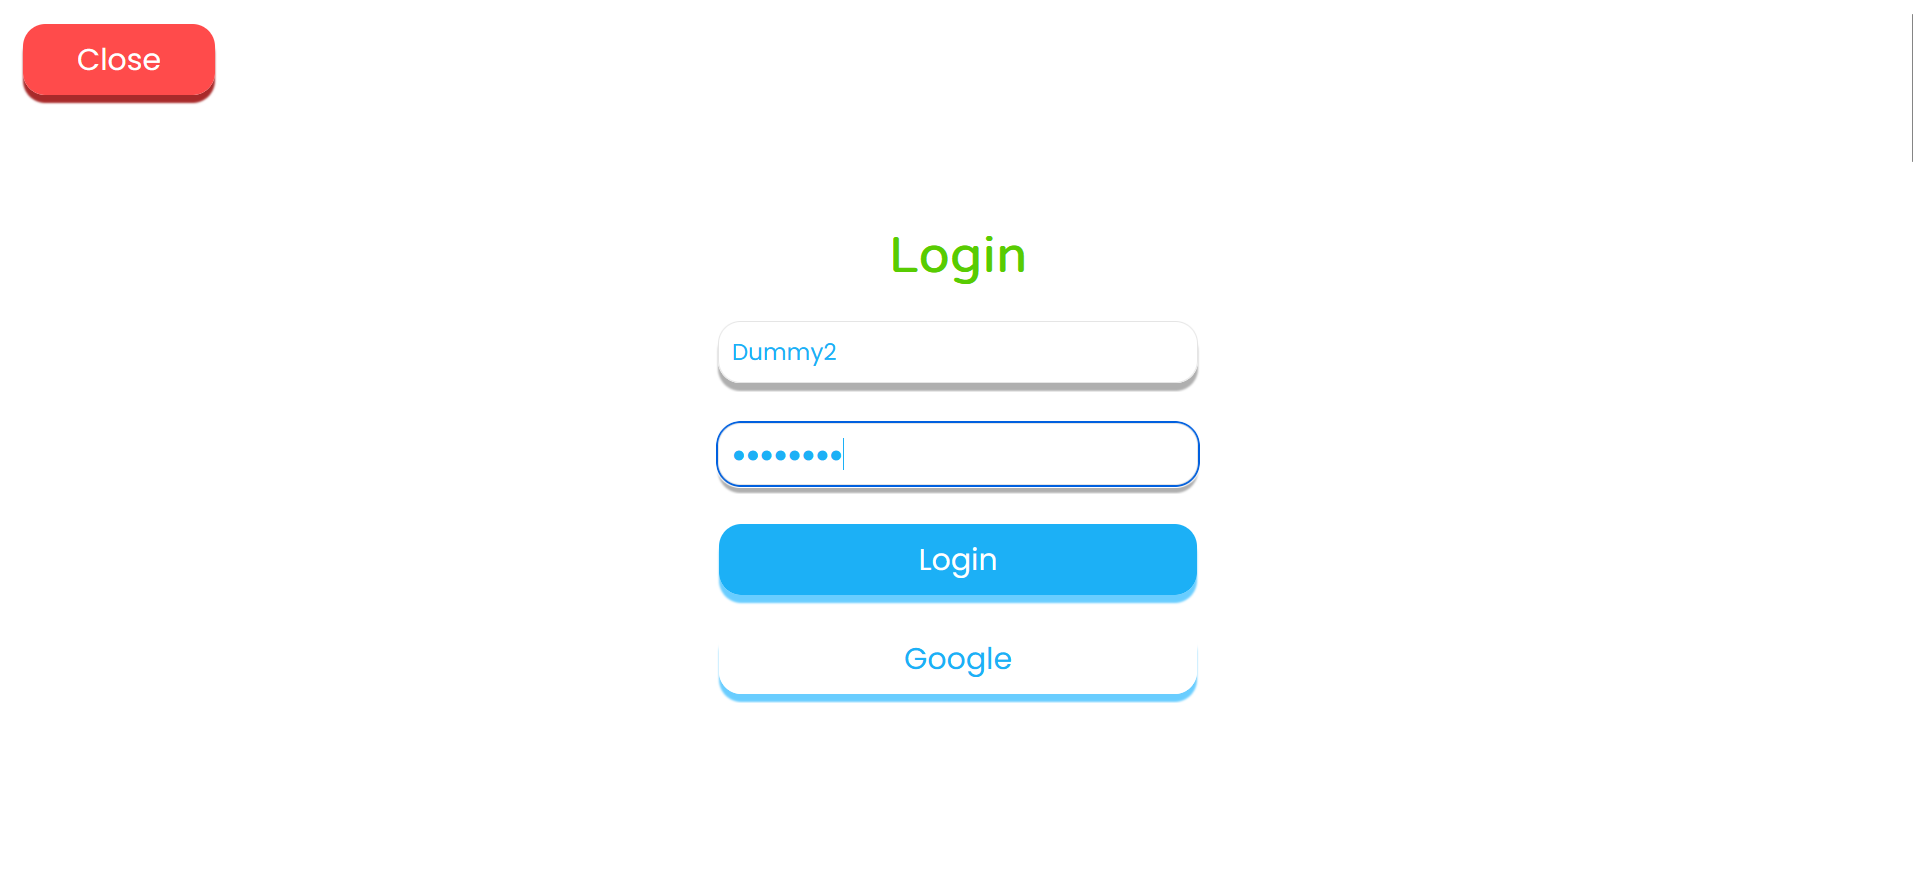 Close
Login
Dummy2
••••••••
Login
Google